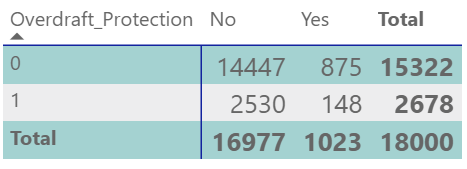 Overdraft_Protection No Yes Total
0 14447 875 15322
1 2530 148 2678
Total 16977 1023 18000